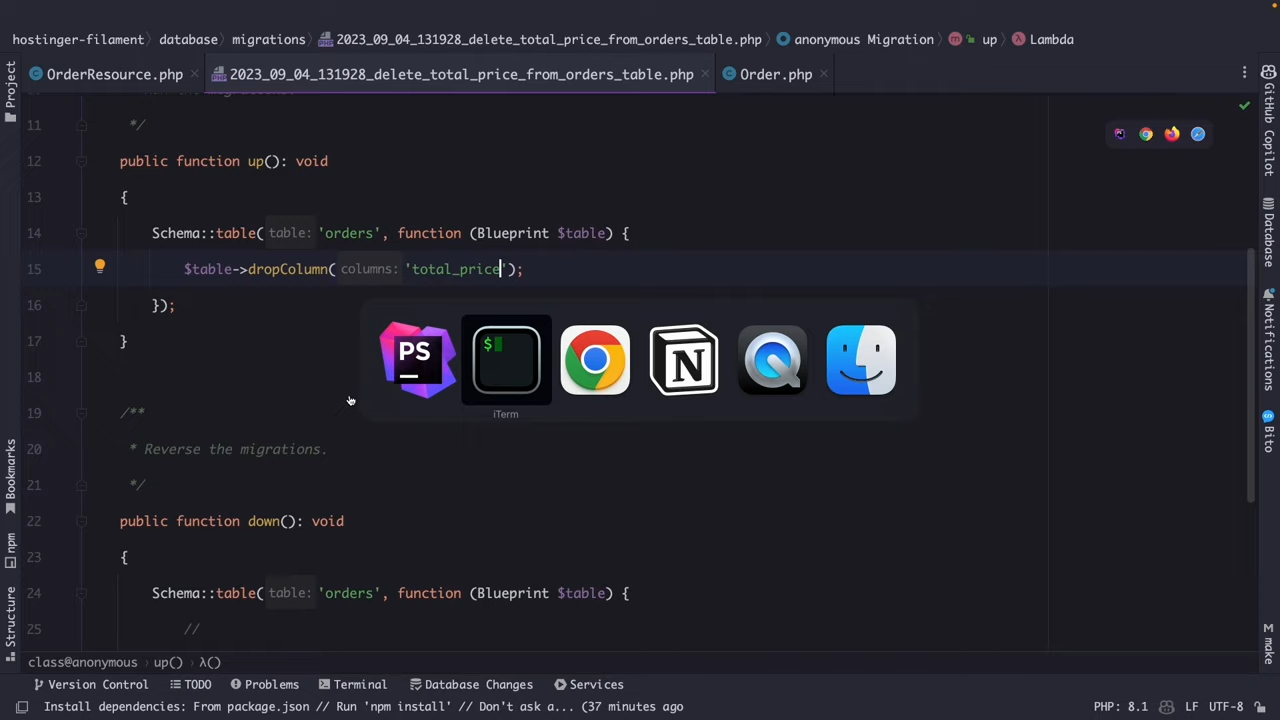 hostinger-filament database migrations 2023_09_04_131928_delete_total_price_from_orders_table.php anonymous Migration m up λ Lambda
OrderResource.php 2023_09_04_131928_delete_total_price_from_orders_table.php Order.php
11 */
12 public function up(): void
13 {
14 Schema::table( table: 'orders', function (Blueprint $table) {
15 $table->dropColumn( columns: 'total_price');
16 });
17 }
18
19 /**
20 * Reverse the migrations.
21 */
22 public function down(): void
23 {
24 Schema::table( table: 'orders', function (Blueprint $table) {
25 //
PS
$
N
iTerm
Project
Bookmarks
npm
Structure
GitHub Copilot
Database
Notifications
Bito
M
make
class@anonymous › up() › λ()
Version Control TODO Problems Terminal Database Changes Services
Install dependencies: From package.json // Run 'npm install' // Don't ask a... (37 minutes ago PHP: 8.1 LF UTF-8